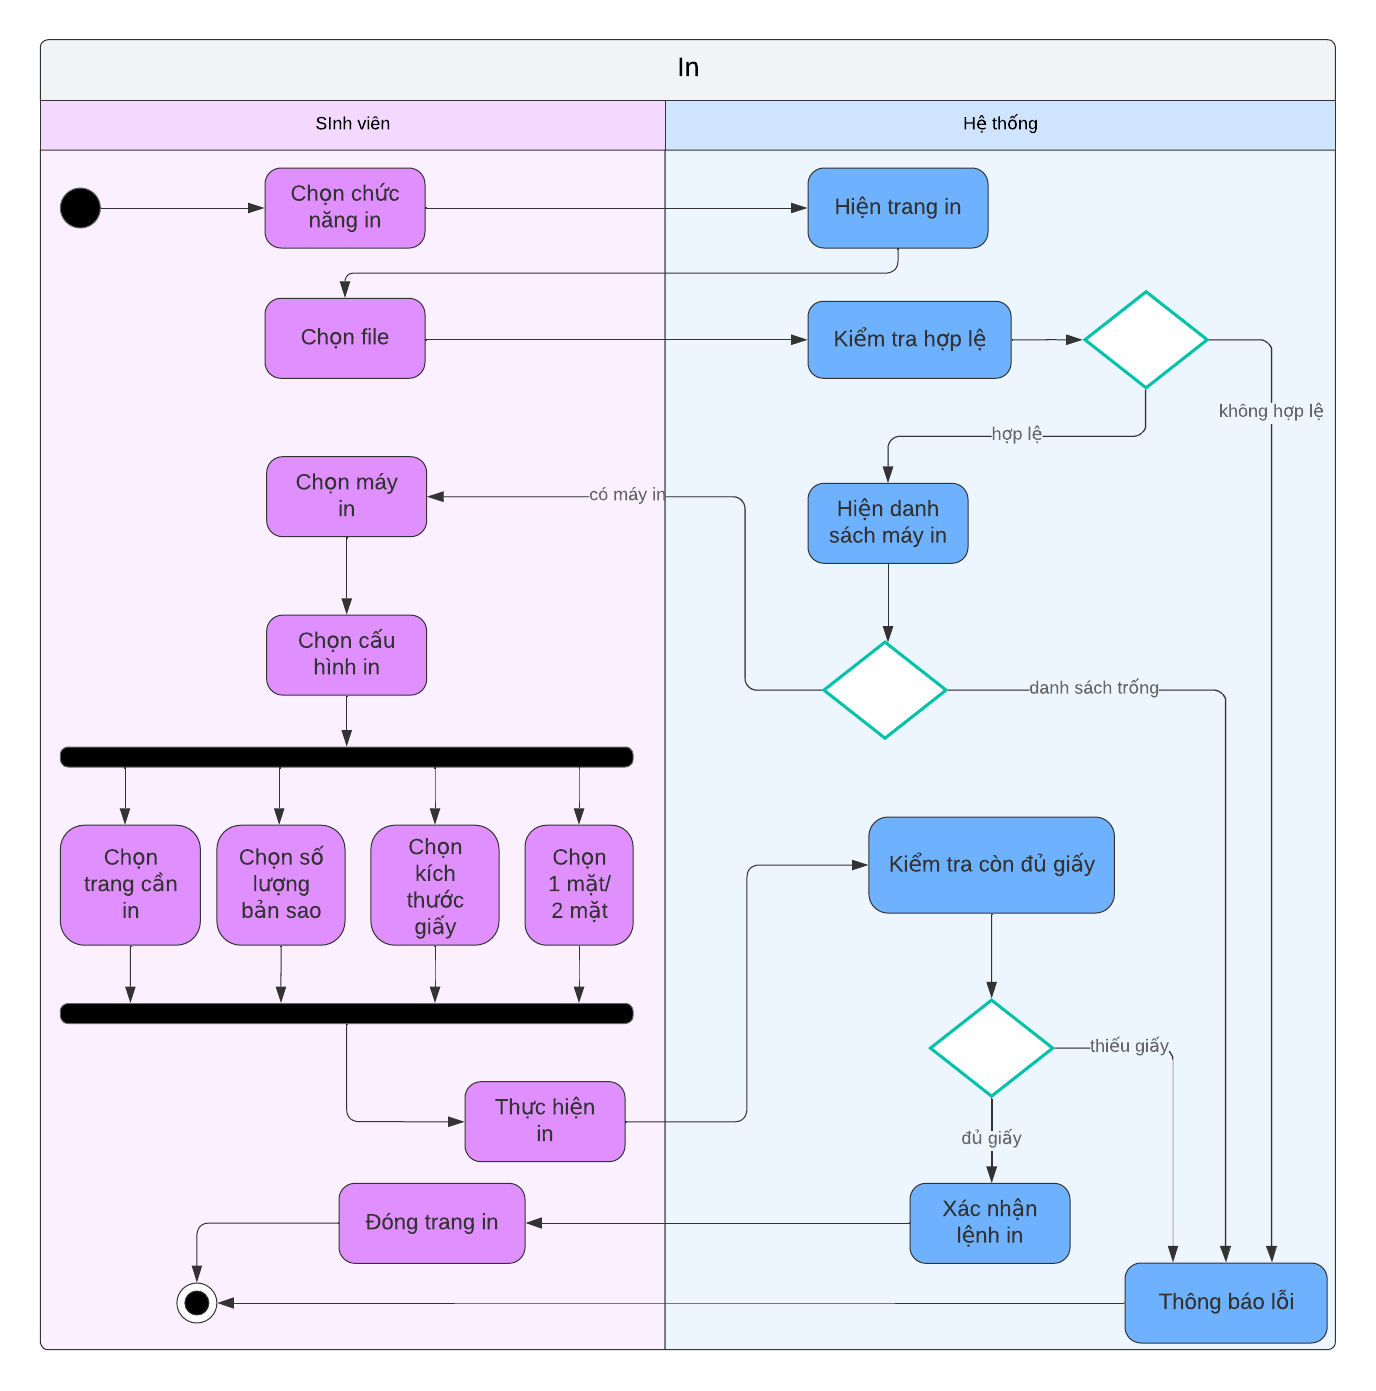 In
SInh viên
Hệ thống
Chọn chức
năng in
Hiện trang in
Chọn file
Kiểm tra hợp lệ
không hợp lệ
hợp lệ
Chọn máy
in
có máy in
Hiện danh
sách máy in
Chọn cấu
hình in
danh sách trống
Chọn
trang cần
in
Chọn số
lượng
bản sao
Chọn
kích
thước
giấy
Chọn
1 mặt/
2 mặt
Kiểm tra còn đủ giấy
thiếu giấy
Thực hiện
in
đủ giấy
Đóng trang in
Xác nhận
lệnh in
Thông báo lỗi